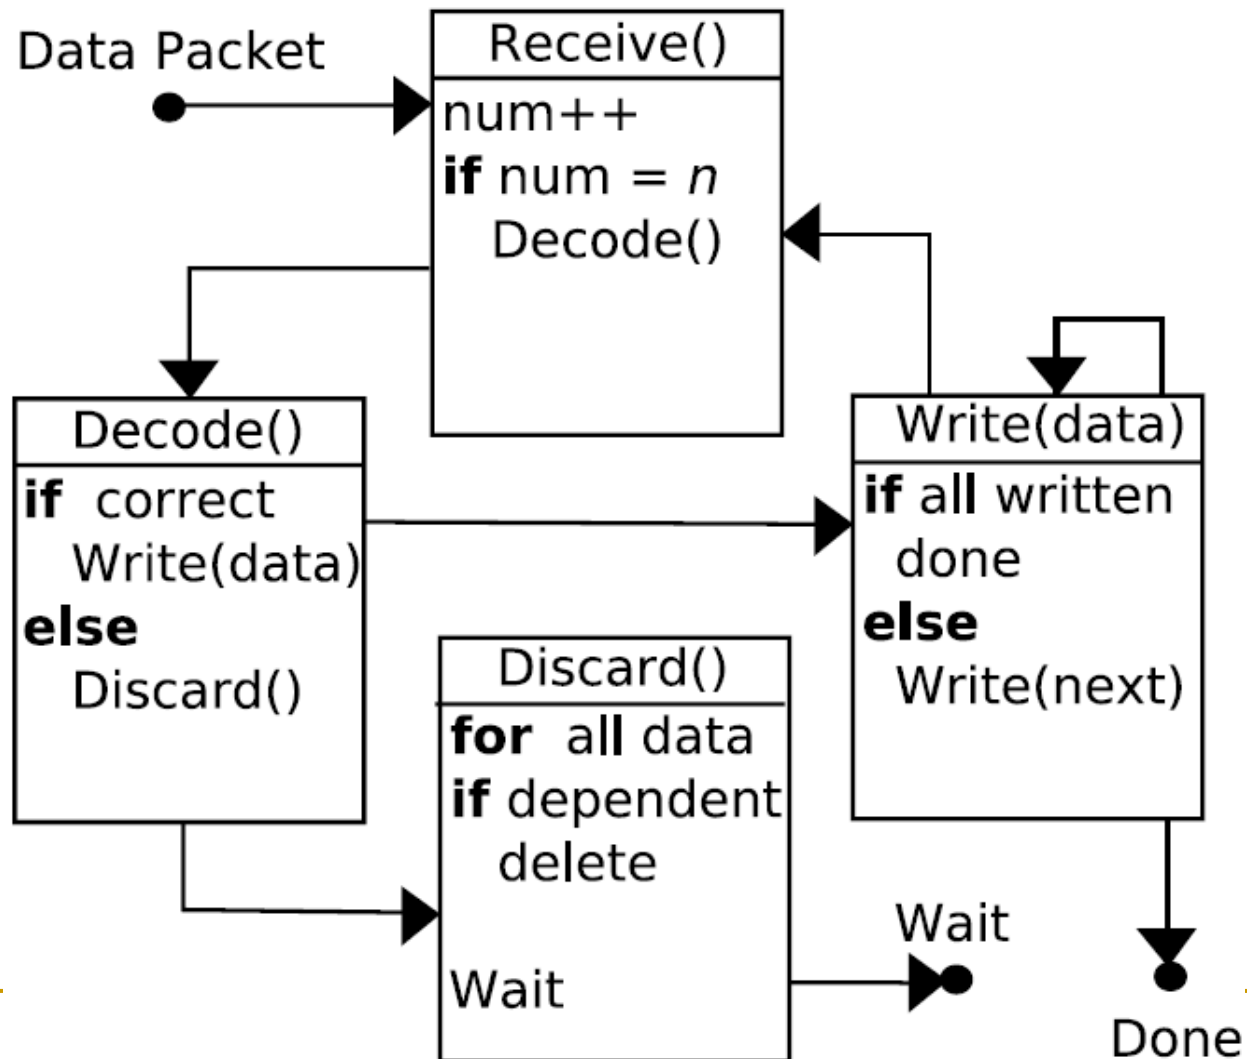 Data Packet
Receive()
num++
if num = n
Decode()
Decode()
if correct
Write(data)
else
Discard()
Write(data)
if all written
done
else
Write(next)
Discard()
for all data
if dependent
delete
Wait
Wait
Done